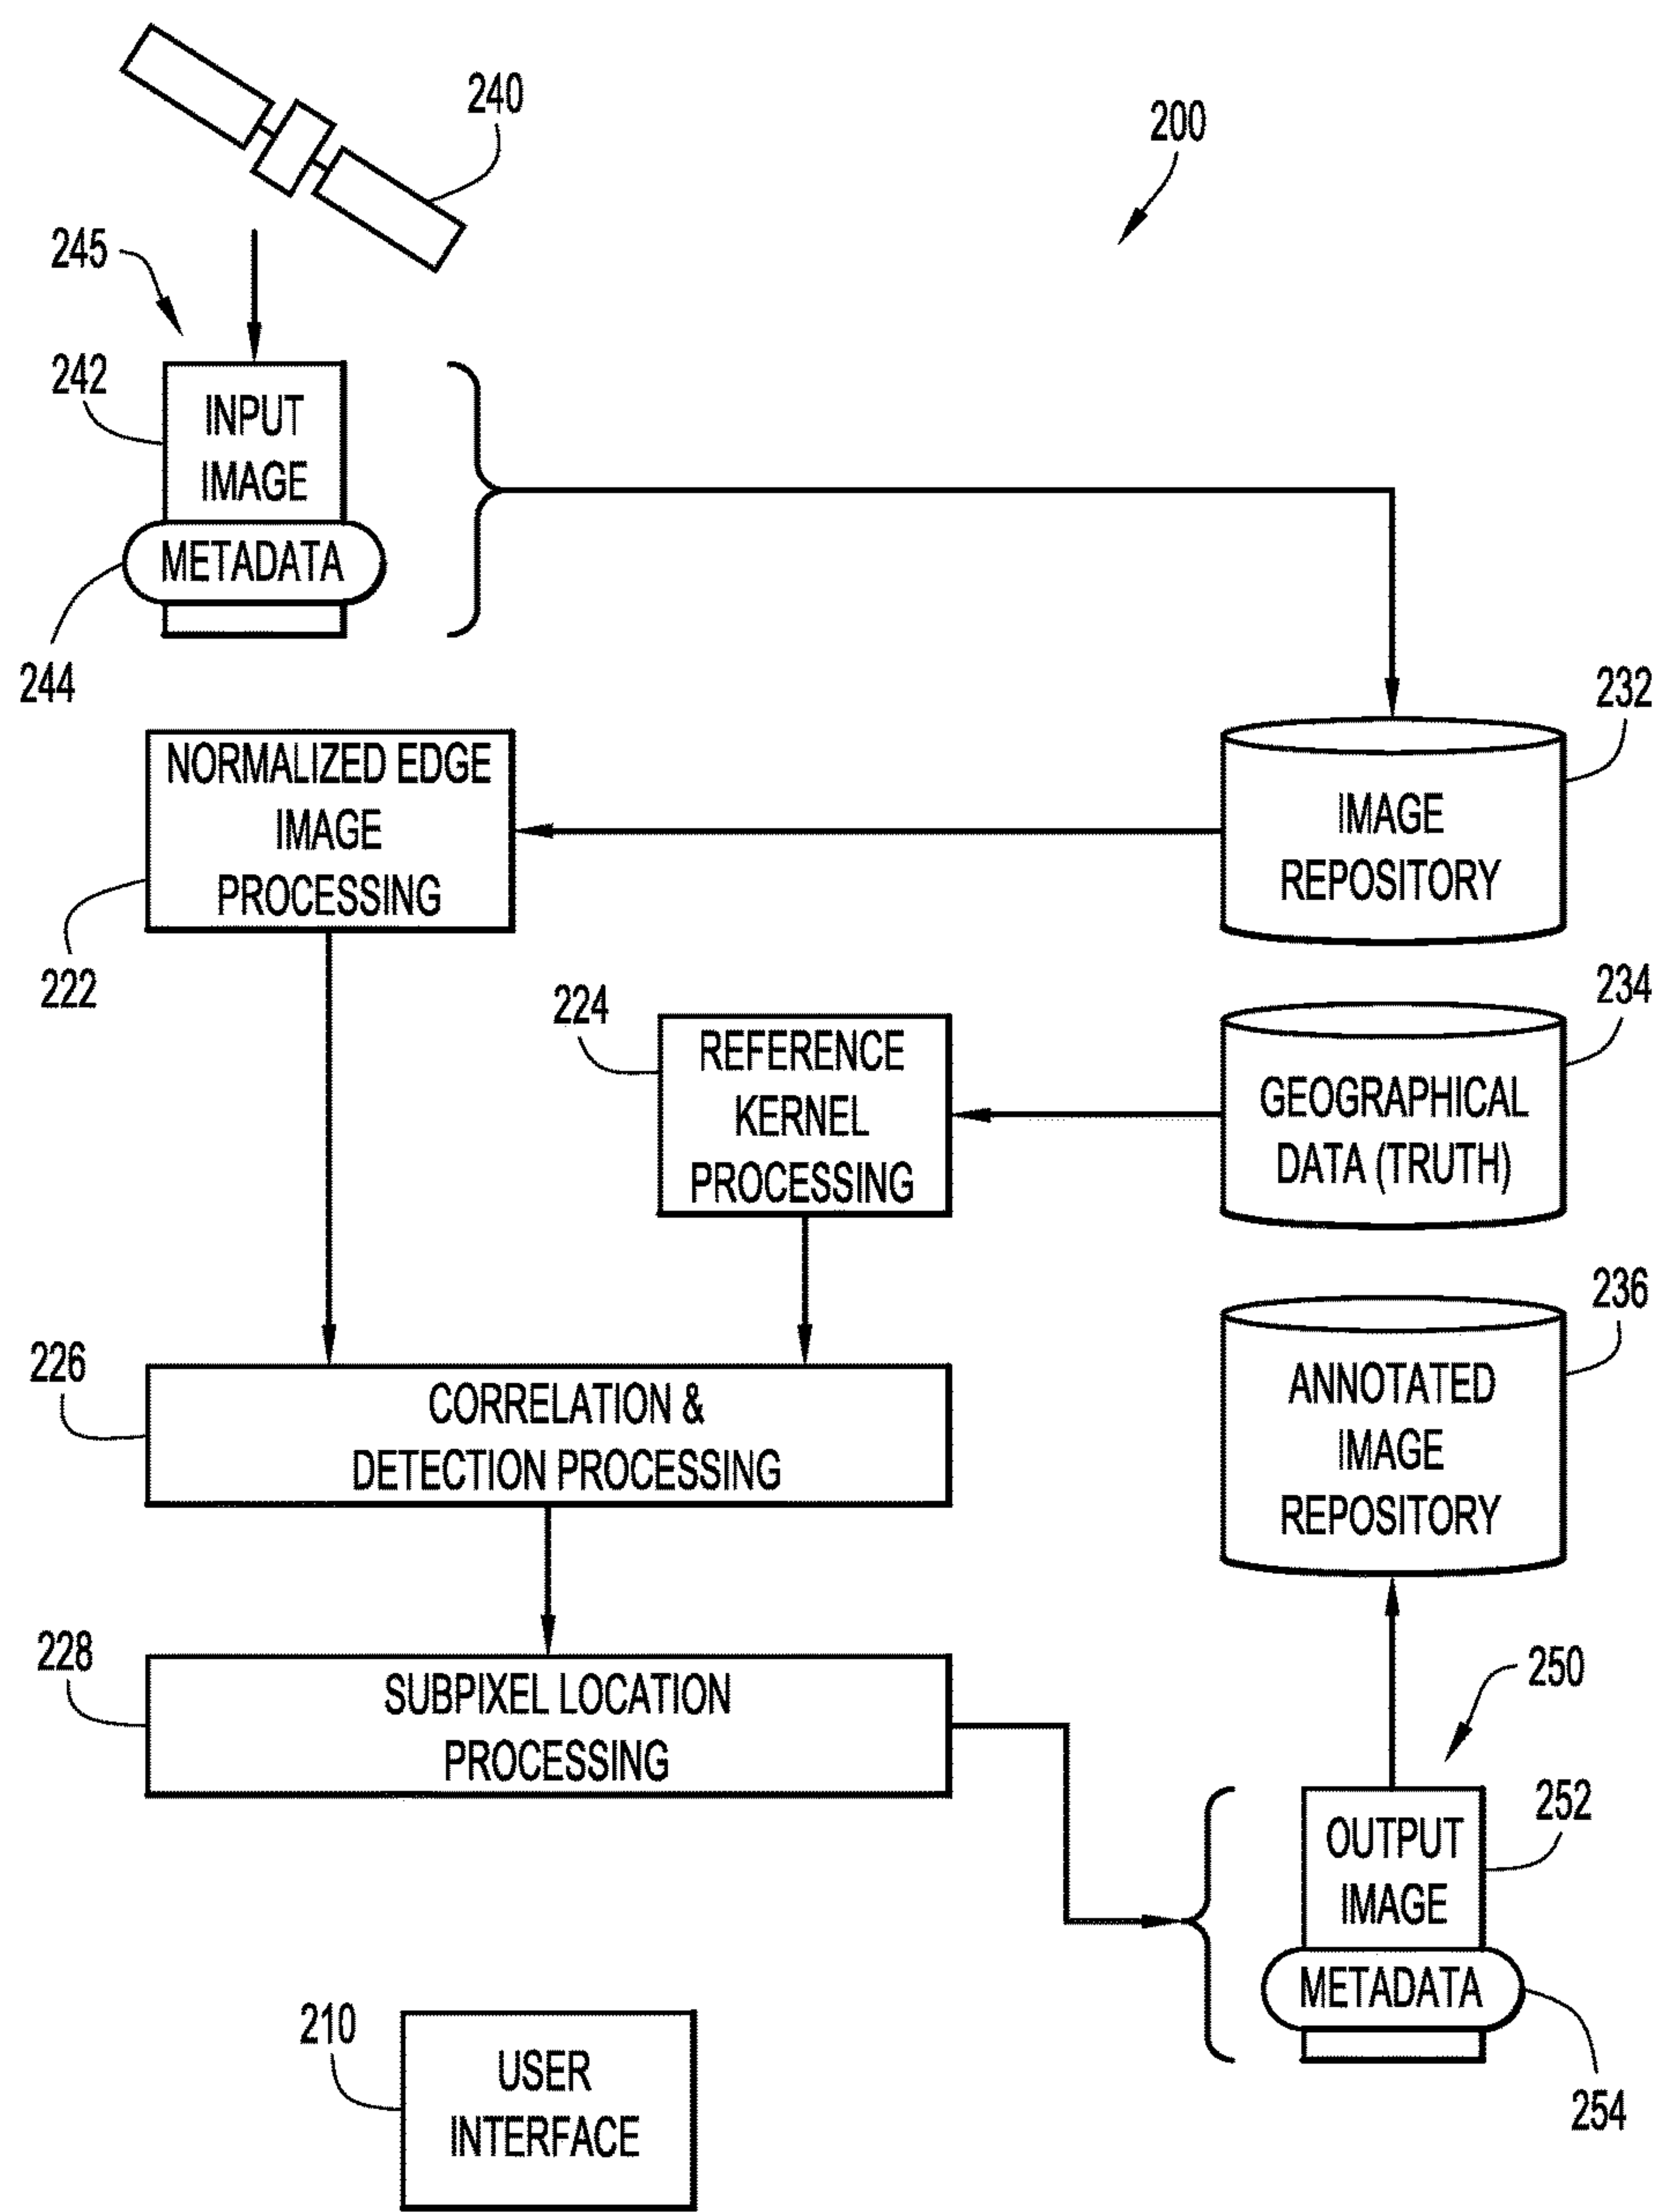 240
200
245
242
INPUT
IMAGE
METADATA
244
232
NORMALIZED EDGE
IMAGE
PROCESSING
222
IMAGE
REPOSITORY
234
224
REFERENCE
KERNEL
PROCESSING
GEOGRAPHICAL
DATA (TRUTH)
236
226
CORRELATION &
DETECTION PROCESSING
ANNOTATED
IMAGE
REPOSITORY
228
SUBPIXEL LOCATION
PROCESSING
250
252
OUTPUT
IMAGE
METADATA
254
210
USER
INTERFACE